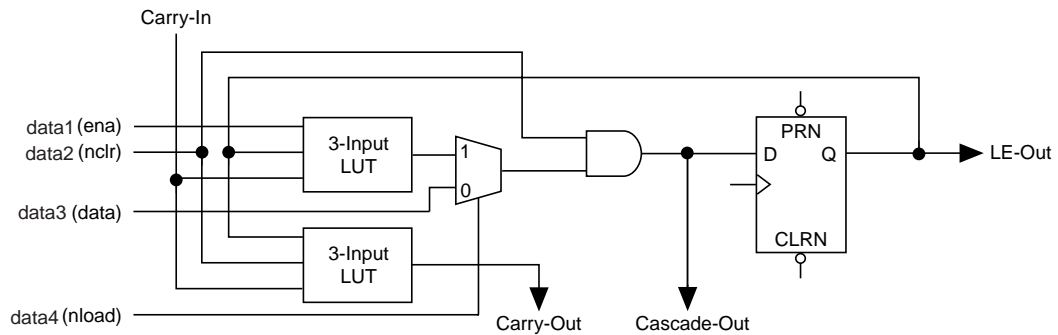 Carry-In
data1 (ena)
data2 (nclr)
3-Input
LUT
1
0
PRN
D
Q
LE-Out
data3 (data)
3-Input
LUT
CLRN
data4 (nload)
Carry-Out
Cascade-Out